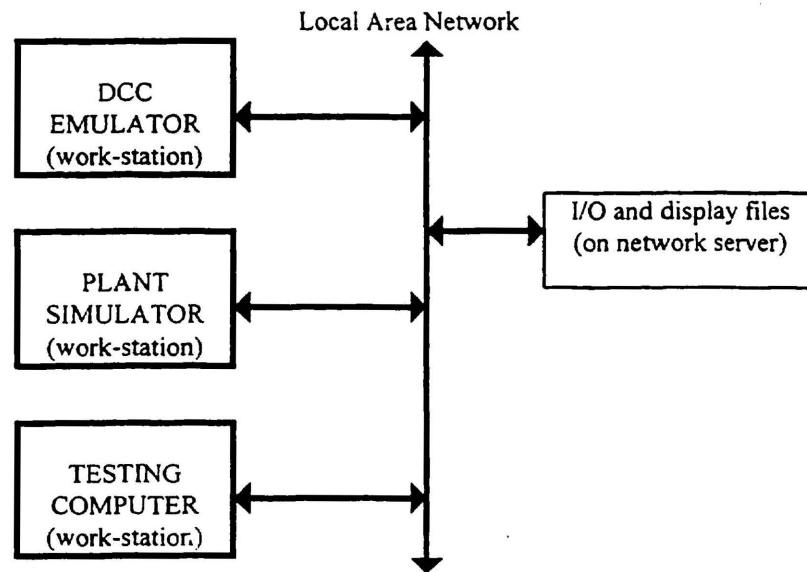 Local Area Network
DCC
EMULATOR
(work-station)
I/O and display files
(on network server)
PLANT
SIMULATOR
(work-station)
TESTING
COMPUTER
(work-station)